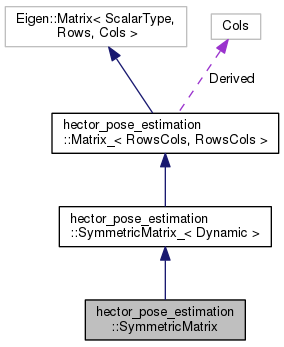 Eigen::Matrix< ScalarType,
Rows, Cols >
Cols
Derived
hector_pose_estimation
::Matrix_< RowsCols, RowsCols >
hector_pose_estimation
::SymmetricMatrix_< Dynamic >
hector_pose_estimation
::SymmetricMatrix